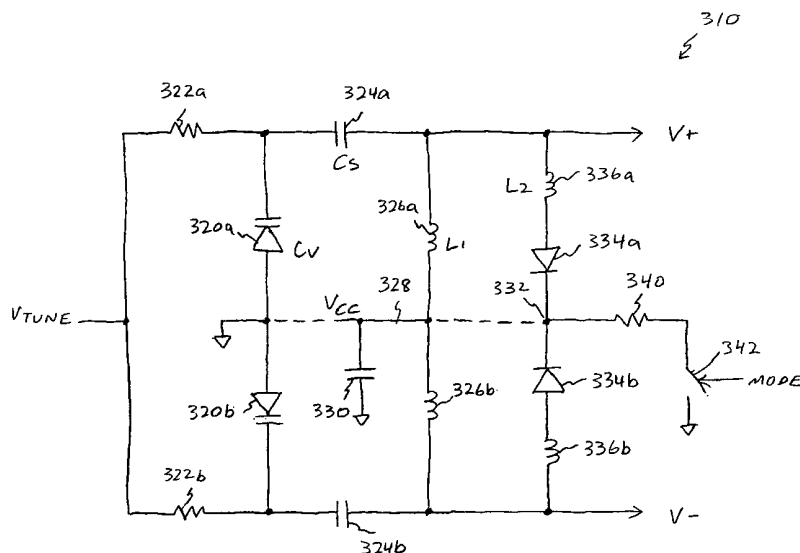 310
322a
324a
V+
Cs
L2
336a
326a
320a
Cv
L1
334a
328
332
340
Vcc
VTUNE
342
MODE
320b
330
326b
334b
322b
336b
V-
324b